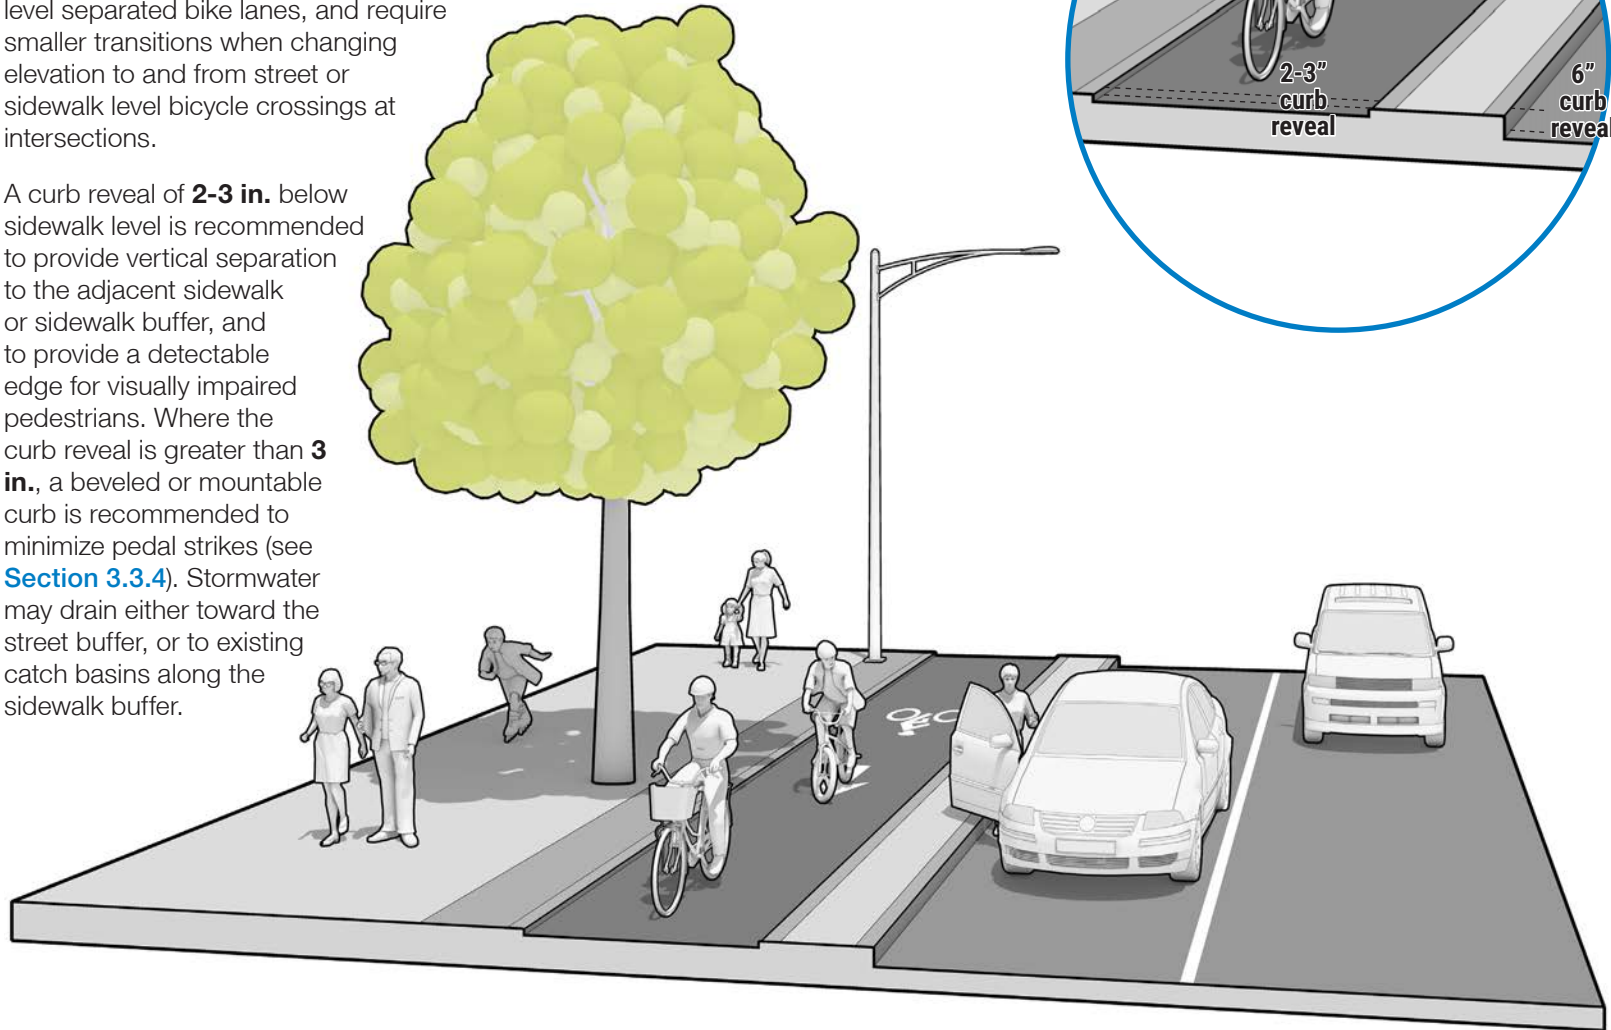 level separated bike lanes, and require
smaller transitions when changing
elevation to and from street or
sidewalk level bicycle crossings at
intersections.
A curb reveal of 2-3 in. below
sidewalk level is recommended
to provide vertical separation
to the adjacent sidewalk
or sidewalk buffer, and
to provide a detectable
edge for visually impaired
pedestrians. Where the
curb reveal is greater than 3
in., a beveled or mountable
curb is recommended to
minimize pedal strikes (see
Section 3.3.4). Stormwater
may drain either toward the
street buffer, or to existing
catch basins along the
sidewalk buffer.
2-3”
curb
reveal
6”
curb
reveal